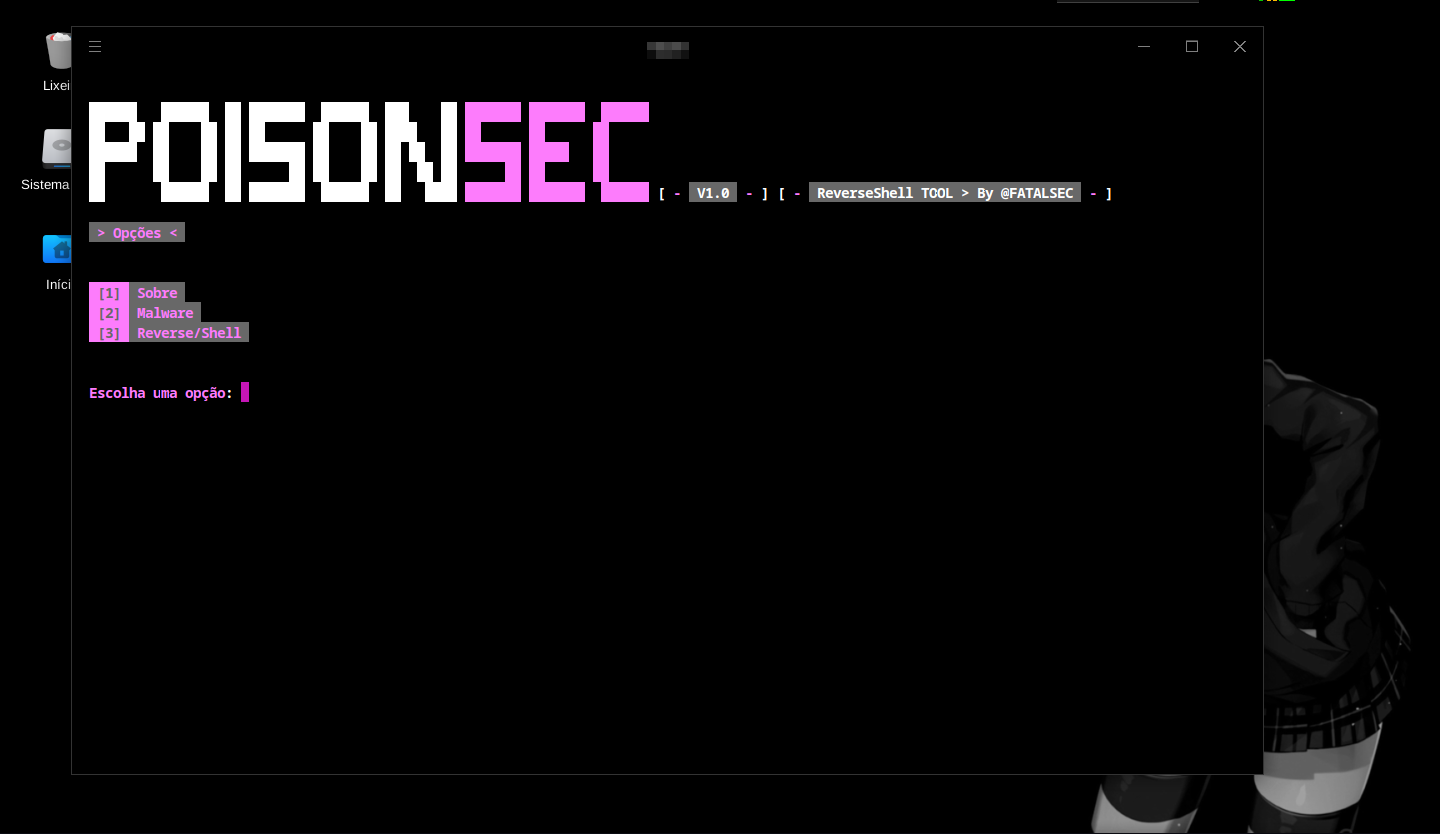 Lixei
Sistema
Iníci
POISONSEC [ - V1.0 - ] [ - ReverseShell TOOL > By @FATALSEC - ]
> Opções <
[1] Sobre
[2] Malware
[3] Reverse/Shell
Escolha uma opção: